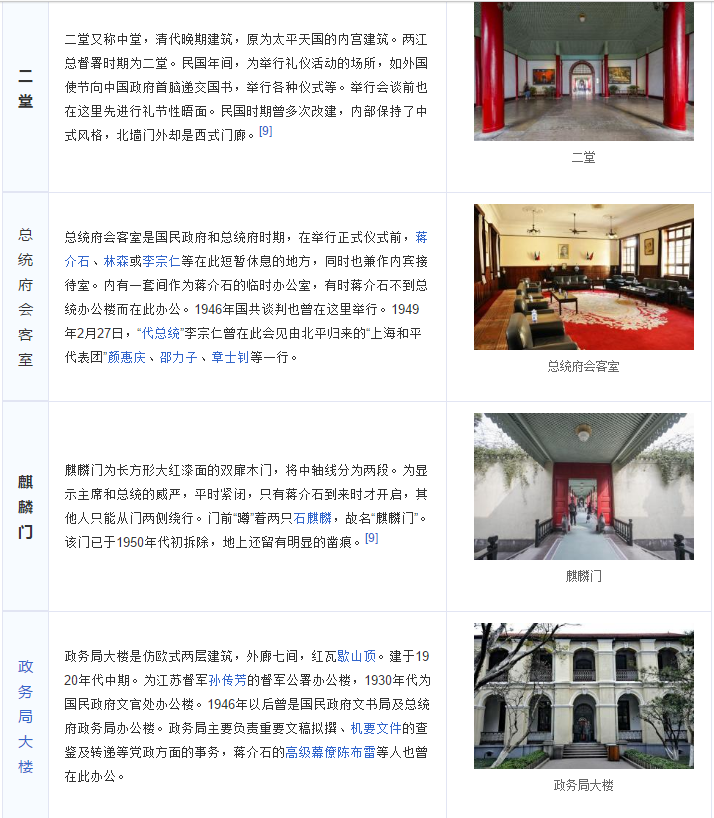 二
堂
二堂又称中堂，清代晚期建筑，原为太平天国的内宫建筑。两江
总督署时期为二堂。民国年间，为举行礼仪活动的场所，如外国
使节向中国政府首脑递交国书，举行各种仪式等。举行会谈前也
在这里先进行礼节性晤面。民国时期曾多次改建，内部保持了中
式风格，北墙门外却是西式门廊。[9]
二堂
总
统
府
会
客
室
总统府会客室是国民政府和总统府时期，在举行正式仪式前，蒋
介石、林森或李宗仁等在此短暂休息的地方，同时也兼作内宾接
待室。内有一套间作为蒋介石的临时办公室，有时蒋介石不到总
统办公楼而在此办公。1946年国共谈判也曾在这里举行。1949
年2月27日，“代总统”李宗仁曾在此会见由北平归来的“上海和平
代表团”颜惠庆、邵力子、章士钊等一行。
总统府会客室
麒
麟
门
麒麟门为长方形大红漆面的双扉木门，将中轴线分为两段。为显
示主席和总统的威严，平时紧闭，只有蒋介石到来时才开启，其
他人只能从门两侧绕行。门前“蹲”着两只石麒麟，故名“麒麟门”。
该门已于1950年代初拆除，地上还留有明显的凿痕。[9]
麒麟门
政
务
局
大
楼
政务局大楼是仿欧式两层建筑，外廊七间，红瓦歇山顶。建于19
20年代中期。为江苏督军孙传芳的督军公署办公楼，1930年代为
国民政府文官处办公楼。1946年以后曾是国民政府文书局及总统
府政务局办公楼。政务局主要负责重要文稿拟撰、机要文件的查
鉴及转递等党政方面的事务，蒋介石的高级幕僚陈布雷等人也曾
在此办公。
政务局大楼